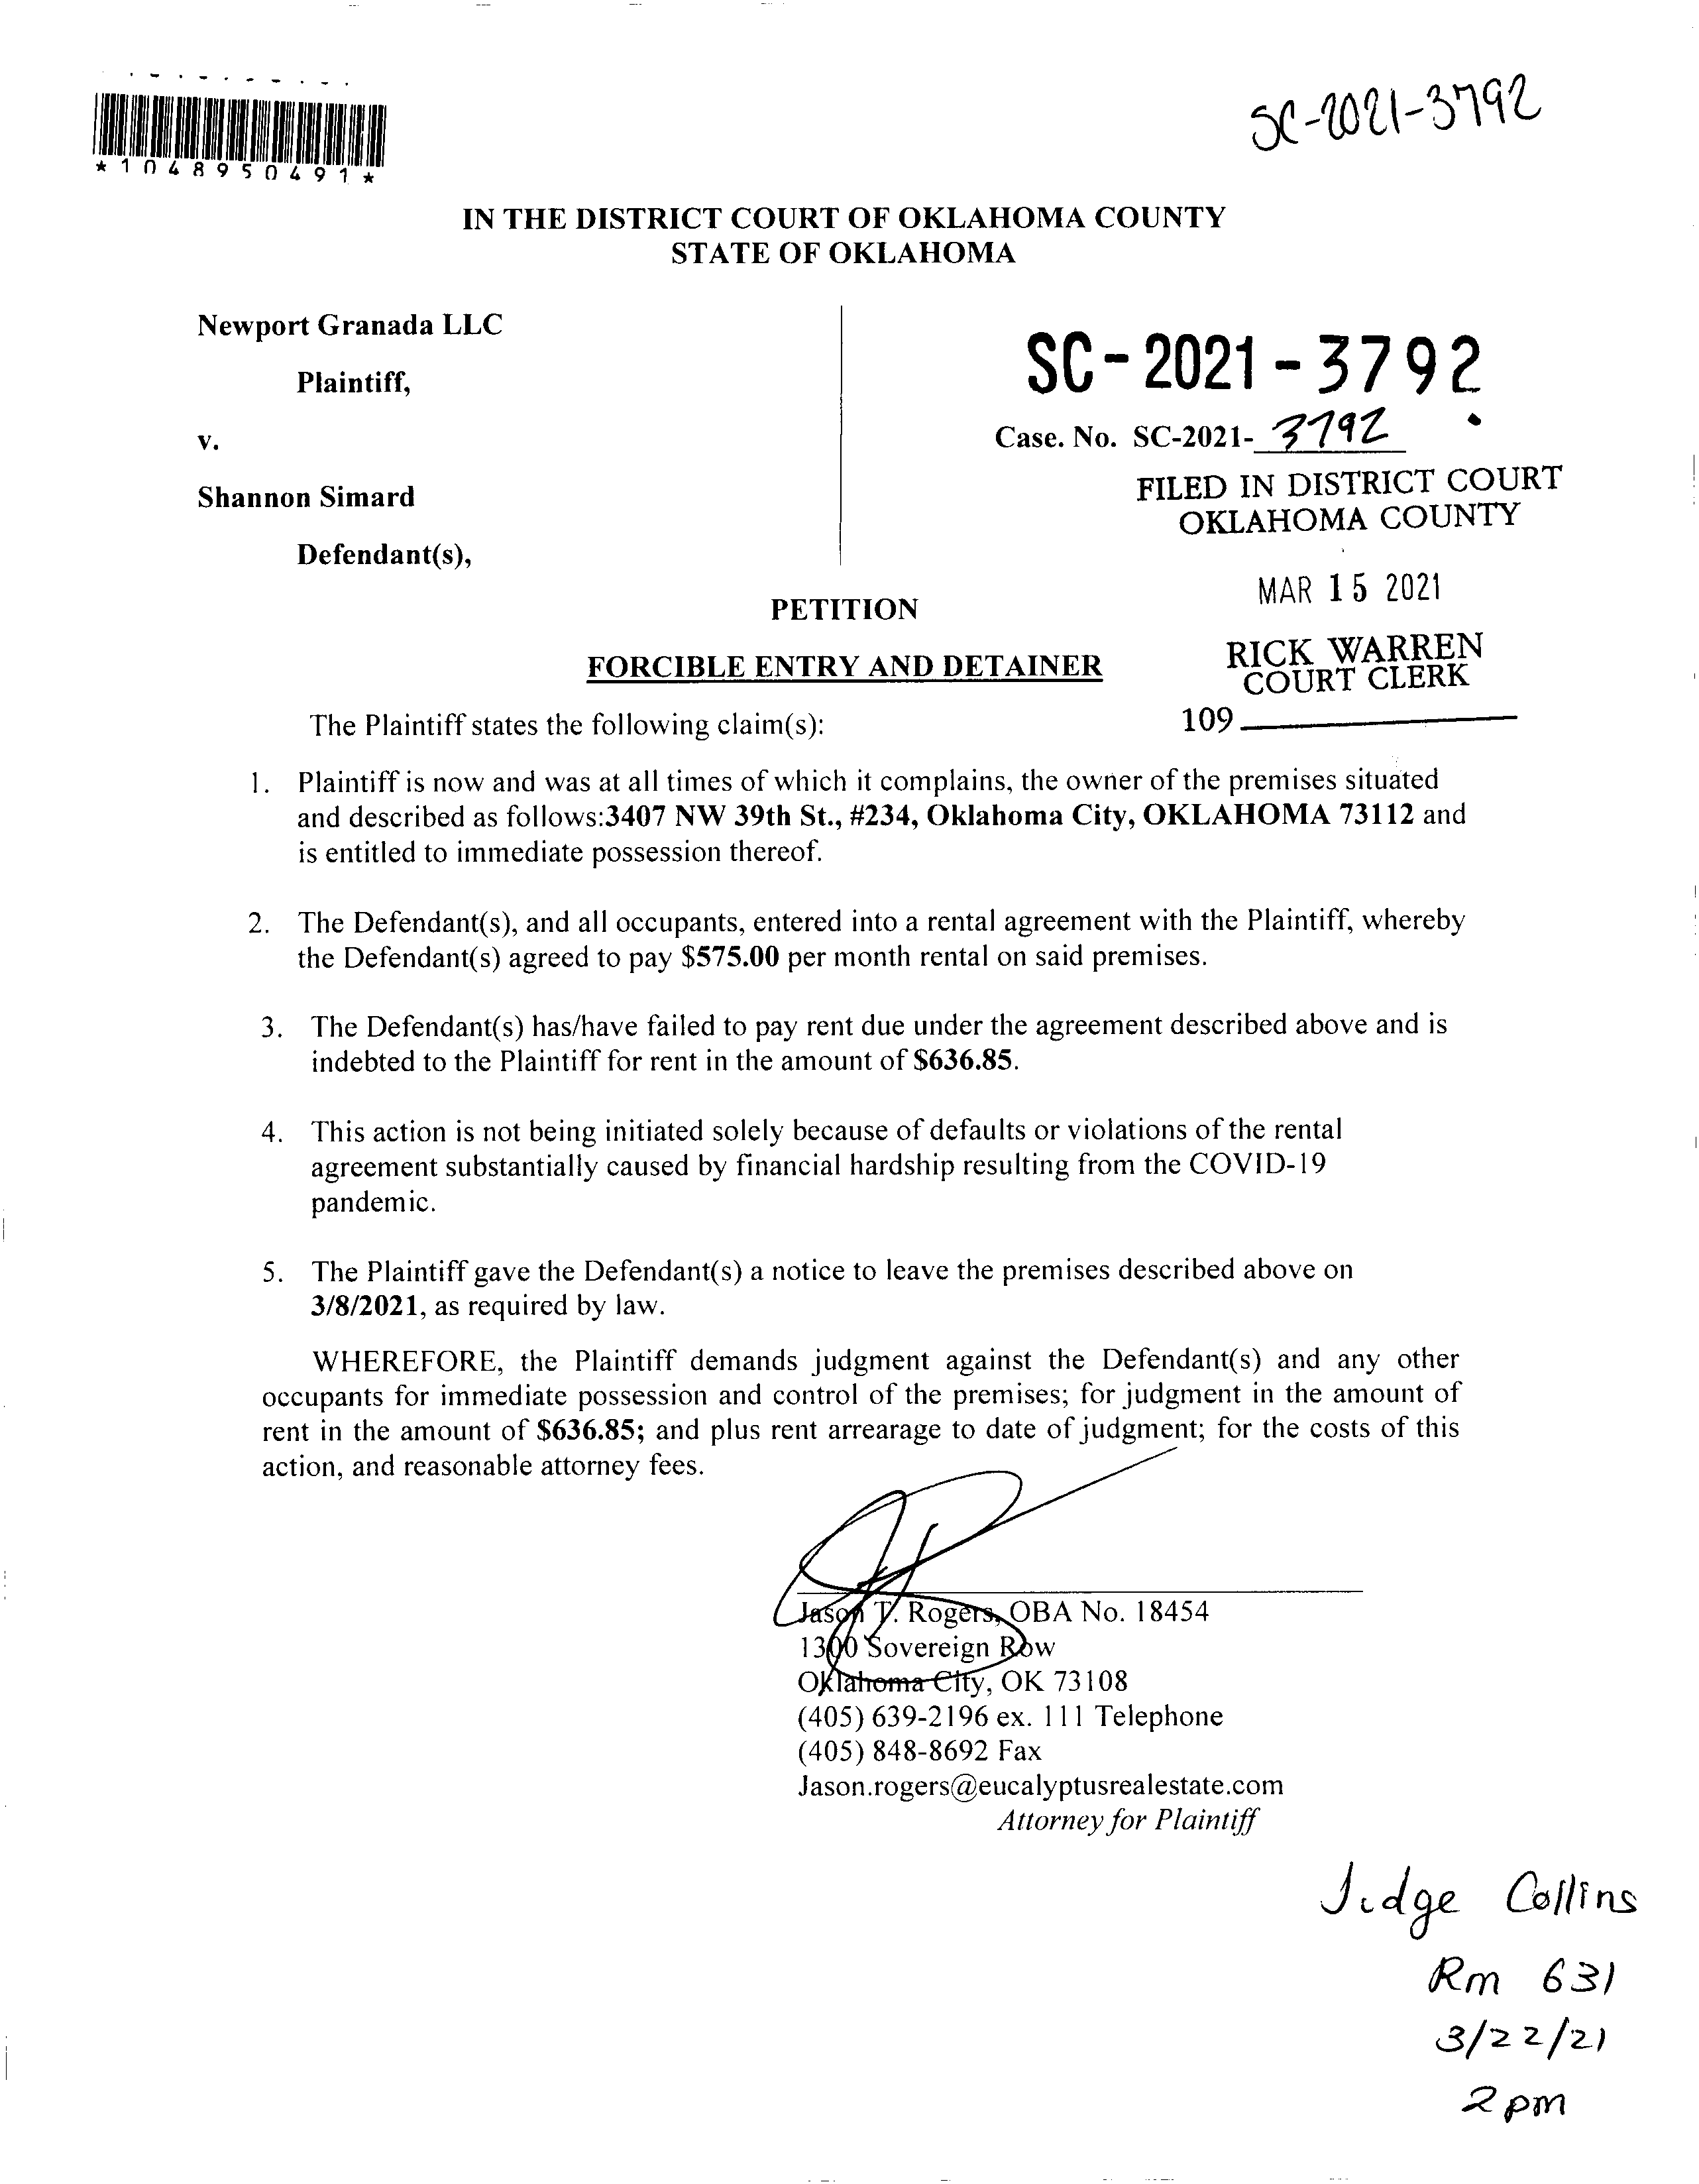 SC-2021-3792
*1048950491*
IN THE DISTRICT COURT OF OKLAHOMA COUNTY
STATE OF OKLAHOMA
Newport Granada LLC
Plaintiff,
v.
Shannon Simard
Defendant(s),
SC-2021-3792
Case. No. SC-2021- 3792
FILED IN DISTRICT COURT
OKLAHOMA COUNTY
MAR 15 2021
RICK WARREN
COURT CLERK
109
PETITION
FORCIBLE ENTRY AND DETAINER
The Plaintiff states the following claim(s):
1. Plaintiff is now and was at all times of which it complains, the owner of the premises situated
and described as follows:3407 NW 39th St., #234, Oklahoma City, OKLAHOMA 73112 and
is entitled to immediate possession thereof.
2. The Defendant(s), and all occupants, entered into a rental agreement with the Plaintiff, whereby
the Defendant(s) agreed to pay $575.00 per month rental on said premises.
3. The Defendant(s) has/have failed to pay rent due under the agreement described above and is
indebted to the Plaintiff for rent in the amount of $636.85.
4. This action is not being initiated solely because of defaults or violations of the rental
agreement substantially caused by financial hardship resulting from the COVID-19
pandemic.
5. The Plaintiff gave the Defendant(s) a notice to leave the premises described above on
3/8/2021, as required by law.
WHEREFORE, the Plaintiff demands judgment against the Defendant(s) and any other
occupants for immediate possession and control of the premises; for judgment in the amount of
rent in the amount of $636.85; and plus rent arrearage to date of judgment; for the costs of this
action, and reasonable attorney fees.
Jason T. Rogers, OBA No. 18454
1300 Sovereign Row
Oklahoma City, OK 73108
(405) 639-2196 ex. 111 Telephone
(405) 848-8692 Fax
Jason.rogers@eucalyptusrealestate.com
Attorney for Plaintiff
Judge Collins
Rm 631
3/22/21
2pm